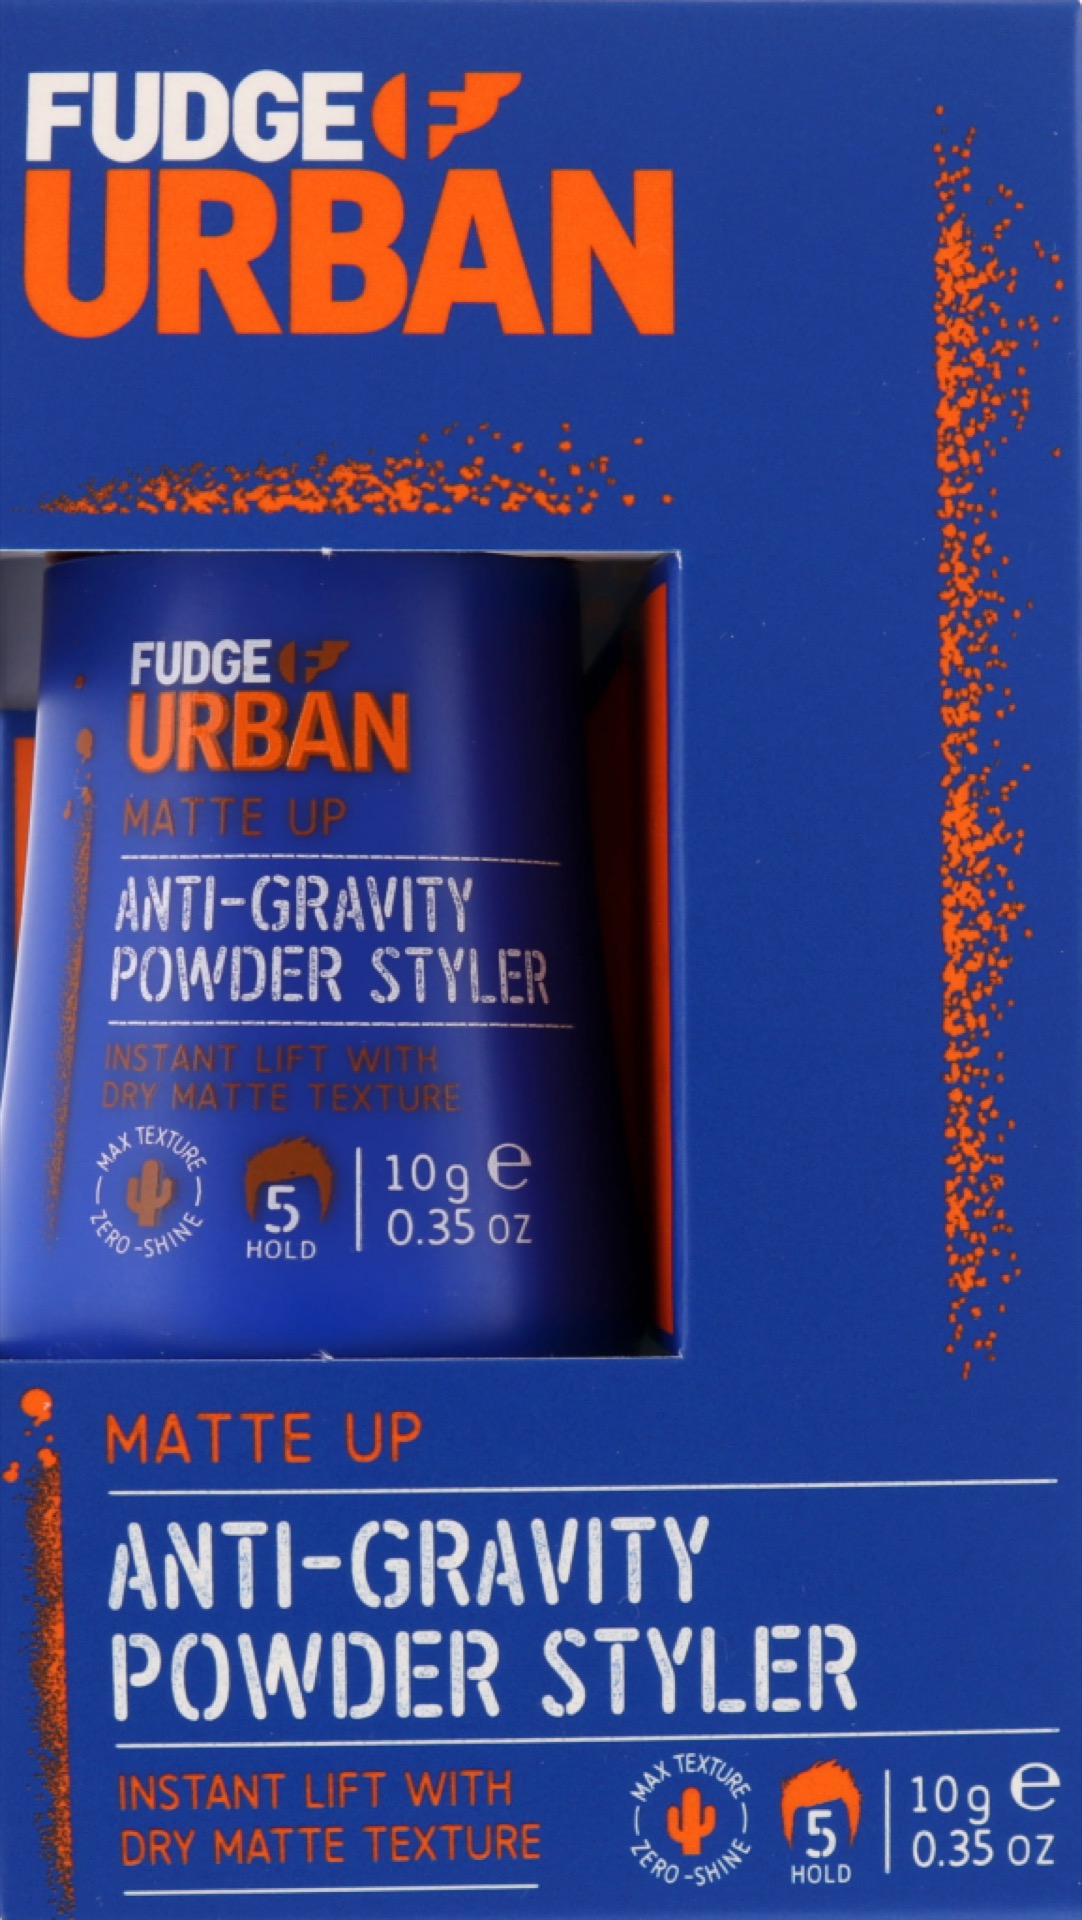 FUDGE F
URBAN
FUDGE F
URBAN
MATTE UP
ANTI-GRAVITY
POWDER STYLER
INSTANT LIFT WITH
DRY MATTE TEXTURE
MAX TEXTURE
ZERO-SHINE
5
HOLD
10g e
0.35 oz
MATTE UP
ANTI-GRAVITY
POWDER STYLER
INSTANT LIFT WITH
DRY MATTE TEXTURE
MAX TEXTURE
ZERO-SHINE
5
HOLD
10g e
0.35 oz